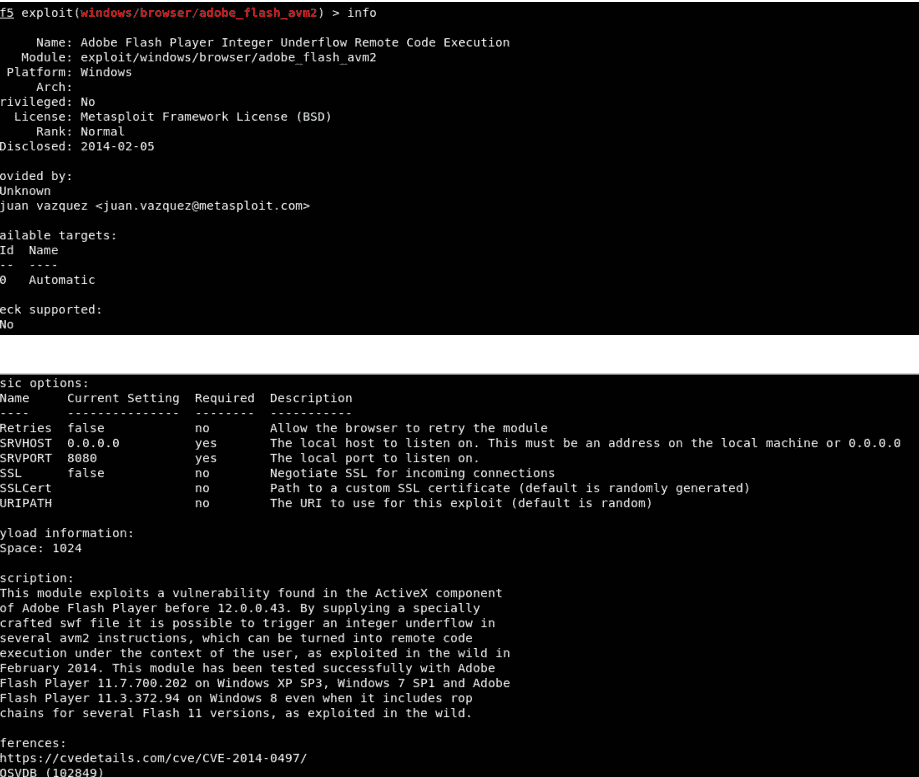 f5 exploit(windows/browser/adobe_flash_avm2) > info
Name: Adobe Flash Player Integer Underflow Remote Code Execution
Module: exploit/windows/browser/adobe_flash_avm2
Platform: Windows
Arch:
rivileged: No
License: Metasploit Framework License (BSD)
Rank: Normal
Disclosed: 2014-02-05
ovided by:
Unknown
juan vazquez <juan.vazquez@metasploit.com>
ailable targets:
Id  Name
--  ----
0   Automatic
eck supported:
No
sic options:
Name     Current Setting  Required  Description
----     ---------------  --------  -----------
Retries  false            no        Allow the browser to retry the module
SRVHOST  0.0.0.0          yes       The local host to listen on. This must be an address on the local machine or 0.0.0.0
SRVPORT  8080             yes       The local port to listen on.
SSL      false            no        Negotiate SSL for incoming connections
SSLCert                   no        Path to a custom SSL certificate (default is randomly generated)
URIPATH                   no        The URI to use for this exploit (default is random)
yload information:
Space: 1024
scription:
This module exploits a vulnerability found in the ActiveX component
of Adobe Flash Player before 12.0.0.43. By supplying a specially
crafted swf file it is possible to trigger an integer underflow in
several avm2 instructions, which can be turned into remote code
execution under the context of the user, as exploited in the wild in
February 2014. This module has been tested successfully with Adobe
Flash Player 11.7.700.202 on Windows XP SP3, Windows 7 SP1 and Adobe
Flash Player 11.3.372.94 on Windows 8 even when it includes rop
chains for several Flash 11 versions, as exploited in the wild.
ferences:
https://cvedetails.com/cve/CVE-2014-0497/
OSVDB (102849)